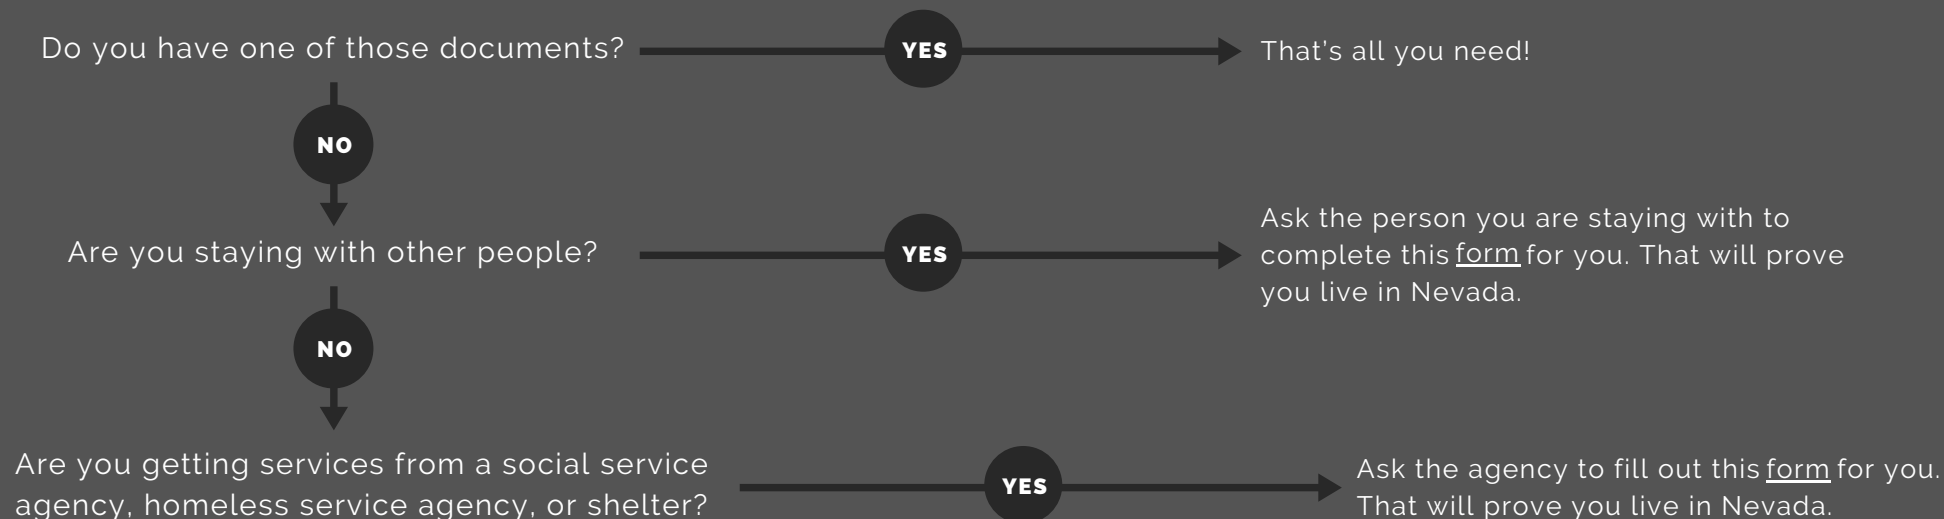 Do you have one of those documents?
YES
That's all you need!
NO
Are you staying with other people?
YES
Ask the person you are staying with to
complete this form for you. That will prove
you live in Nevada.
NO
Are you getting services from a social service
agency, homeless service agency, or shelter?
YES
Ask the agency to fill out this form for you.
That will prove you live in Nevada.